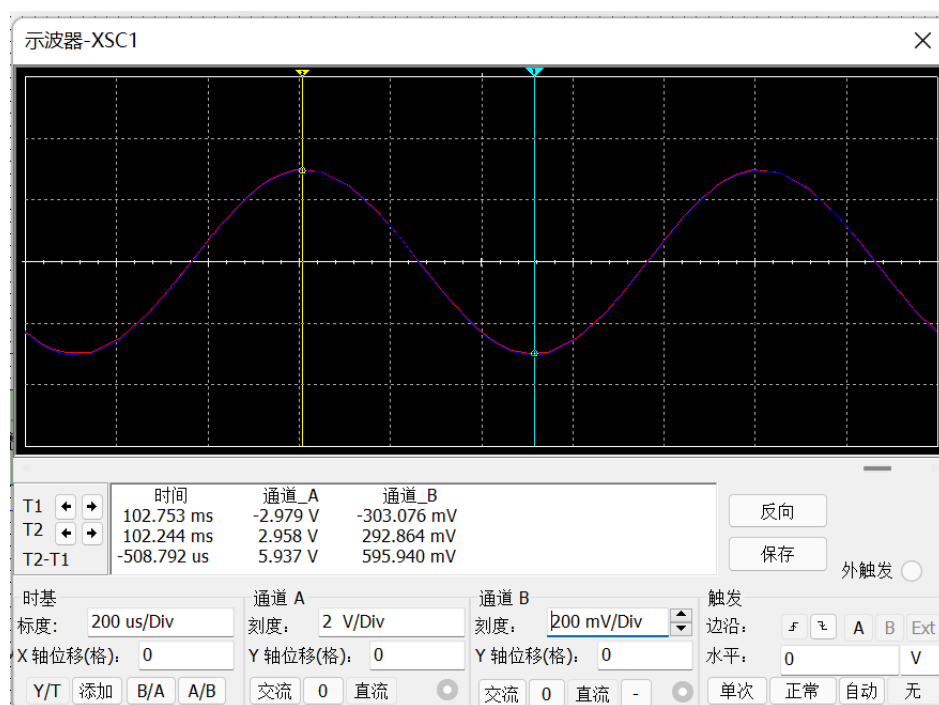 示波器-XSC1
2
1
时间 通道_A 通道_B
T1 102.753 ms -2.979 V -303.076 mV
T2 102.244 ms 2.958 V 292.864 mV
T2-T1 -508.792 us 5.937 V 595.940 mV
反向
保存
外触发
时基 通道 A 通道 B 触发
标度: 200 us/Div 刻度: 2 V/Div 刻度: 200 mV/Div 边沿: A B Ext
X 轴位移(格): 0 Y 轴位移(格): 0 Y 轴位移(格): 0 水平: 0 V
Y/T 添加 B/A A/B 交流 0 直流 交流 0 直流 - 单次 正常 自动 无